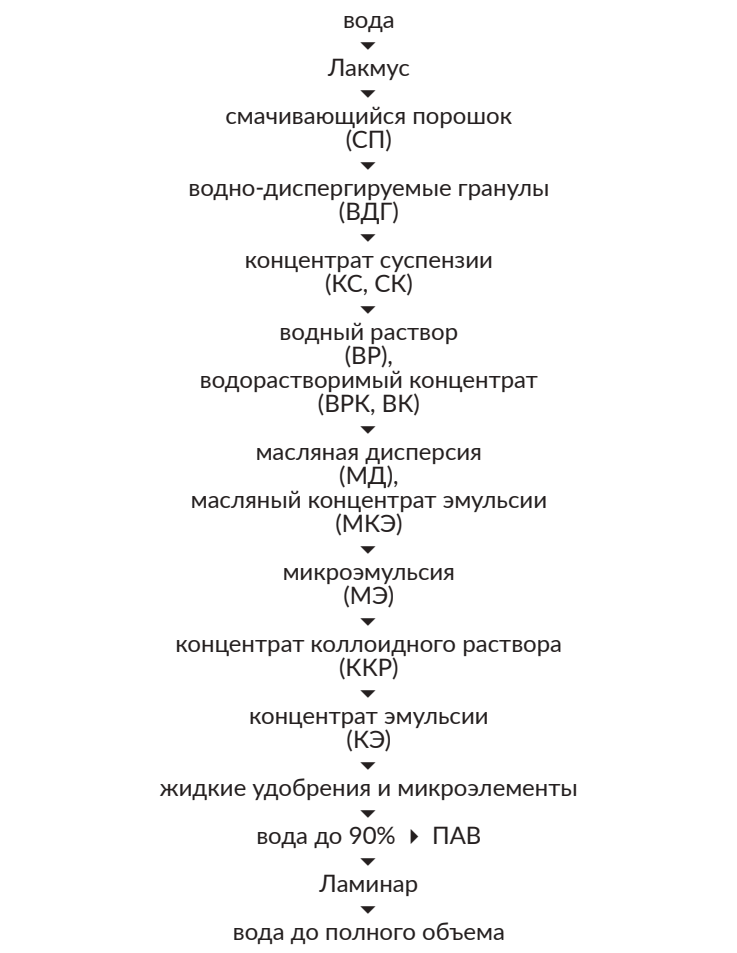 вода
Лакмус
смачивающийся порошок
(СП)
водно-диспергируемые гранулы
(ВДГ)
концентрат суспензии
(КС, СК)
водный раствор
(ВР),
водорастворимый концентрат
(ВРК, ВК)
масляная дисперсия
(МД),
масляный концентрат эмульсии
(МКЭ)
микроэмульсия
(МЭ)
концентрат коллоидного раствора
(ККР)
концентрат эмульсии
(КЭ)
жидкие удобрения и микроэлементы
вода до 90% ▸ ПАВ
Ламинар
вода до полного объема